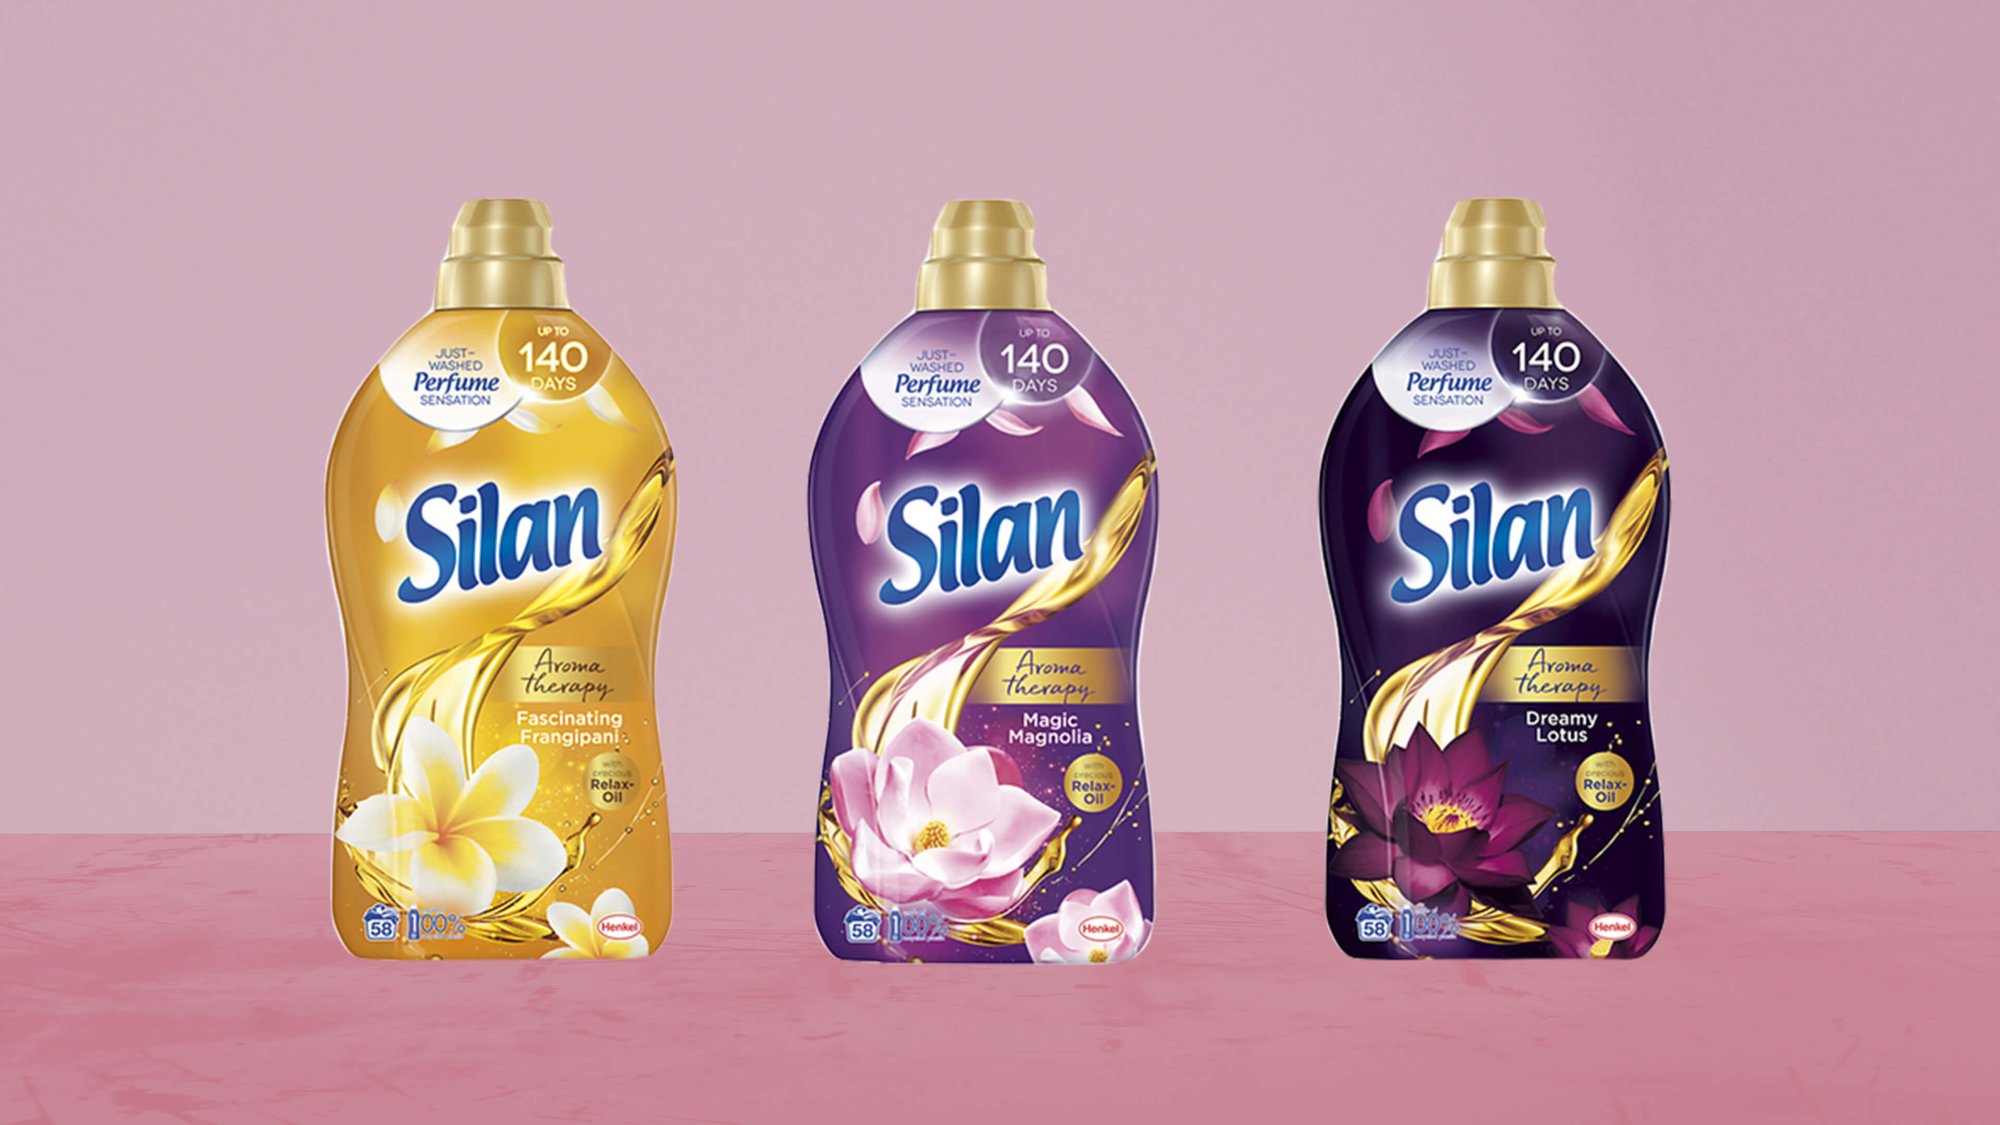 JUST-
WASHED
Perfume
SENSATION
UP TO
140
DAYS
Silan
Aroma
therapy
Fascinating
Frangipani
with
precious
Relax-
Oil
58
100%
Henkel
JUST-
WASHED
Perfume
SENSATION
UP TO
140
DAYS
Silan
Aroma
therapy
Magic
Magnolia
with
precious
Relax-
Oil
58
100%
Henkel
JUST-
WASHED
Perfume
SENSATION
UP TO
140
DAYS
Silan
Aroma
therapy
Dreamy
Lotus
with
precious
Relax-
Oil
58
100%
Henkel